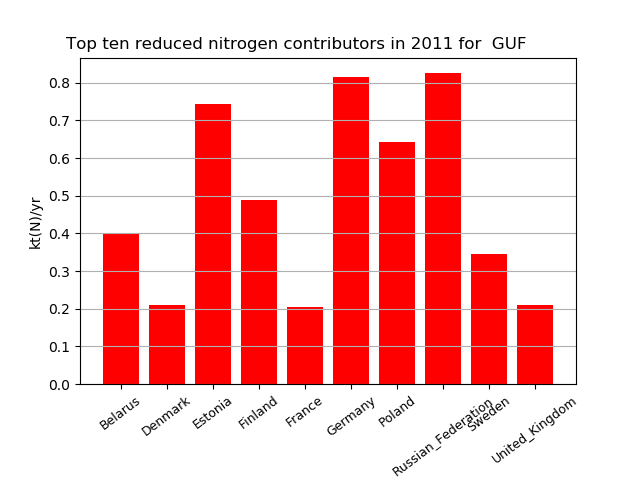 Top ten reduced nitrogen contributors in 2011 for  GUF
kt(N)/yr
0.8
0.7
0.6
0.5
0.4
0.3
0.2
0.1
0.0
Belarus
Denmark
Estonia
Finland
France
Germany
Poland
Russian_Federation
Sweden
United_Kingdom